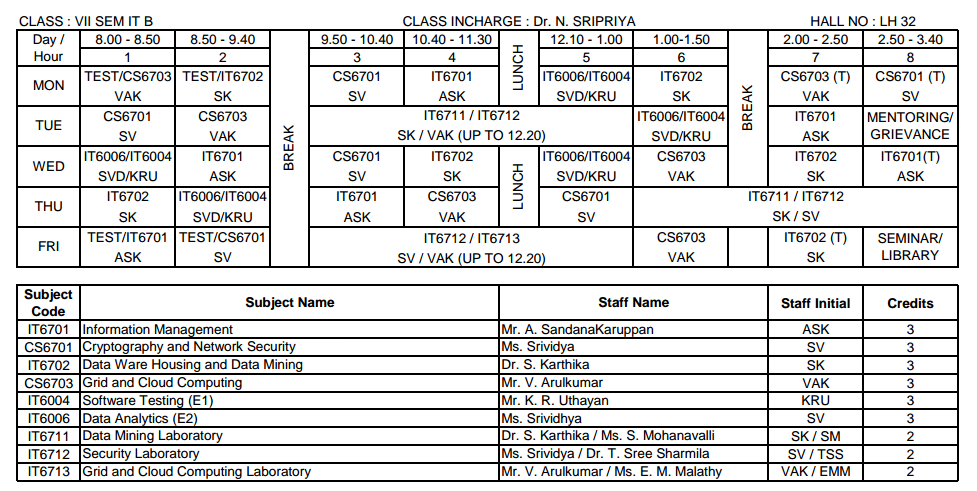 CLASS : VII SEM IT B CLASS INCHARGE : Dr. N. SRIPRIYA HALL NO : LH 32
Day / Hour 8.00 - 8.50 8.50 - 9.40 9.50 - 10.40 10.40 - 11.30 12.10 - 1.00 1.00-1.50 2.00 - 2.50 2.50 - 3.40
1 2 BREAK 3 4 LUNCH 5 6 BREAK 7 8
MON TEST/CS6703 TEST/IT6702 CS6701 IT6701 IT6006/IT6004 IT6702 CS6703 (T) CS6701 (T)
VAK SK SV ASK SVD/KRU SK VAK SV
TUE CS6701 CS6703 IT6711 / IT6712 IT6006/IT6004 IT6701 MENTORING/
SV VAK SK / VAK (UP TO 12.20) SVD/KRU ASK GRIEVANCE
WED IT6006/IT6004 IT6701 CS6701 IT6702 LUNCH IT6006/IT6004 CS6703 IT6702 IT6701(T)
SVD/KRU ASK SV SK SVD/KRU VAK SK ASK
THU IT6702 IT6006/IT6004 IT6701 CS6703 CS6701 IT6711 / IT6712
SK SVD/KRU ASK VAK SV SK / SV
FRI TEST/IT6701 TEST/CS6701 IT6712 / IT6713 CS6703 IT6702 (T) SEMINAR/
ASK SV SV / VAK (UP TO 12.20) VAK SK LIBRARY
Subject Code Subject Name Staff Name Staff Initial Credits
IT6701 Information Management Mr. A. SandanaKaruppan ASK 3
CS6701 Cryptography and Network Security Ms. Srividya SV 3
IT6702 Data Ware Housing and Data Mining Dr. S. Karthika SK 3
CS6703 Grid and Cloud Computing Mr. V. Arulkumar VAK 3
IT6004 Software Testing (E1) Mr. K. R. Uthayan KRU 3
IT6006 Data Analytics (E2) Ms. Srividhya SV 3
IT6711 Data Mining Laboratory Dr. S. Karthika / Ms. S. Mohanavalli SK / SM 2
IT6712 Security Laboratory Ms. Srividya / Dr. T. Sree Sharmila SV / TSS 2
IT6713 Grid and Cloud Computing Laboratory Mr. V. Arulkumar / Ms. E. M. Malathy VAK / EMM 2